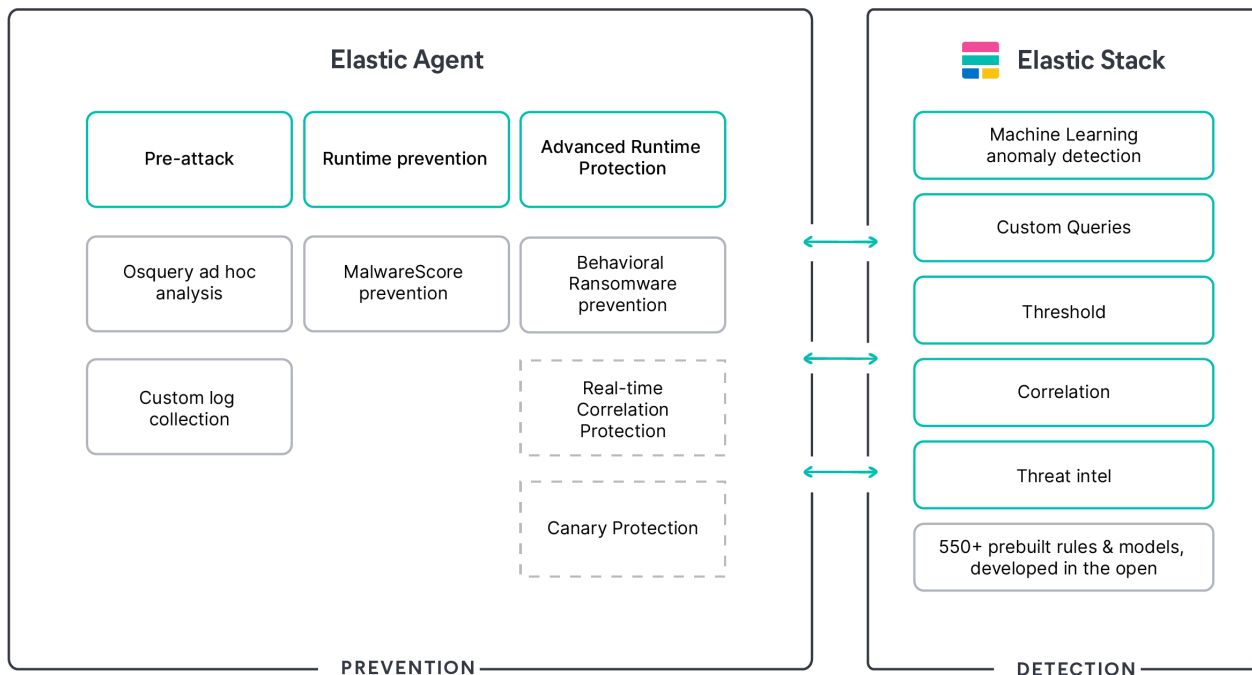 Elastic Agent
Pre-attack
Runtime prevention
Advanced Runtime
Protection
Osquery ad hoc
analysis
MalwareScore
prevention
Behavioral
Ransomware
prevention
Custom log
collection
Real-time
Correlation
Protection
Canary Protection
PREVENTION
Elastic Stack
Machine Learning
anomaly detection
Custom Queries
Threshold
Correlation
Threat intel
550+ prebuilt rules & models,
developed in the open
DETECTION